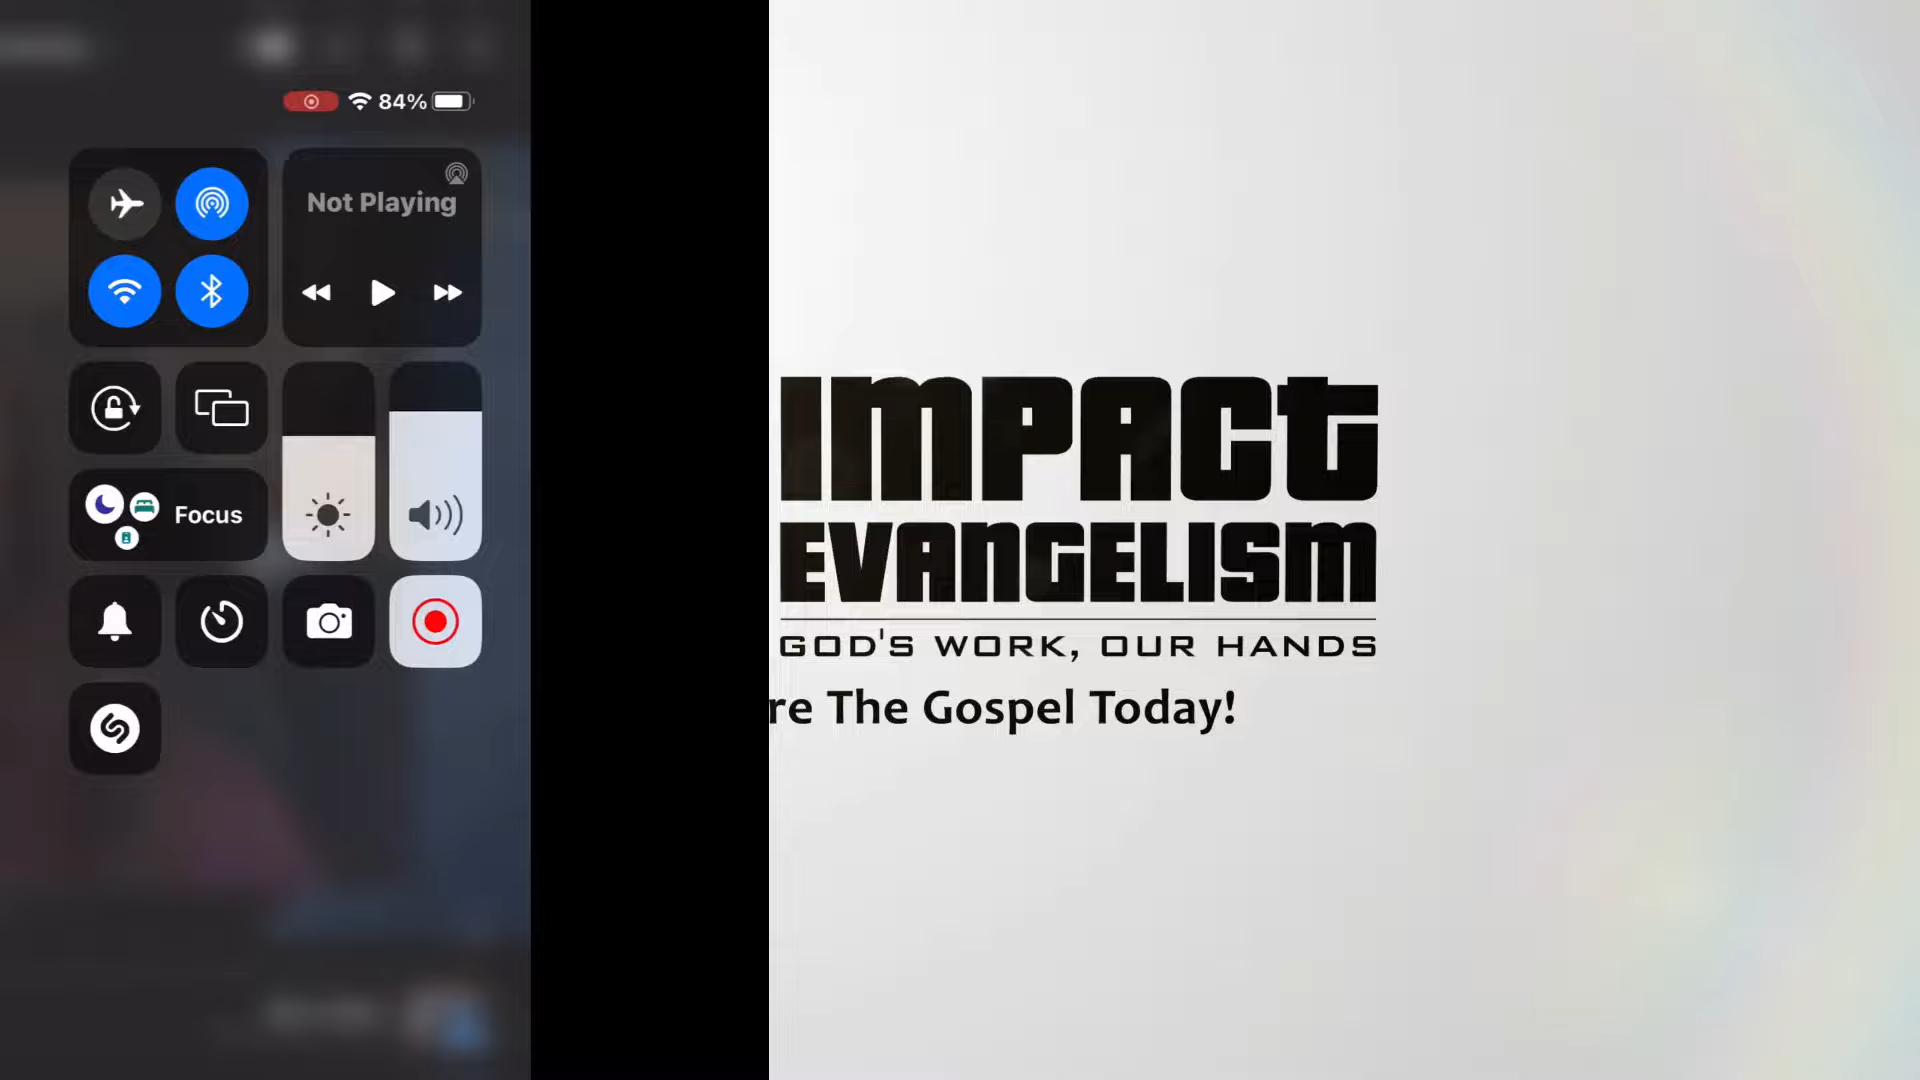 84%
Not Playing
Focus
IMPACT
EVANGELISM
GOD'S WORK, OUR HANDS
re The Gospel Today!